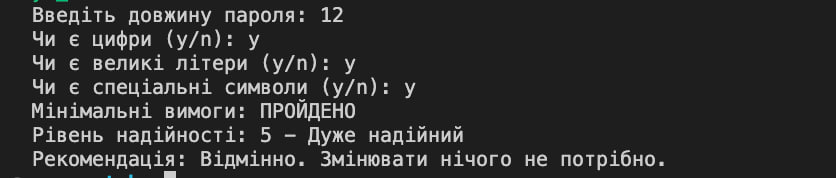 Введіть довжину пароля: 12
Чи є цифри (y/n): y
Чи є великі літери (y/n): y
Чи є спеціальні символи (y/n): y
Мінімальні вимоги: ПРОЙДЕНО
Рівень надійності: 5 – Дуже надійний
Рекомендація: Відмінно. Змінювати нічого не потрібно.